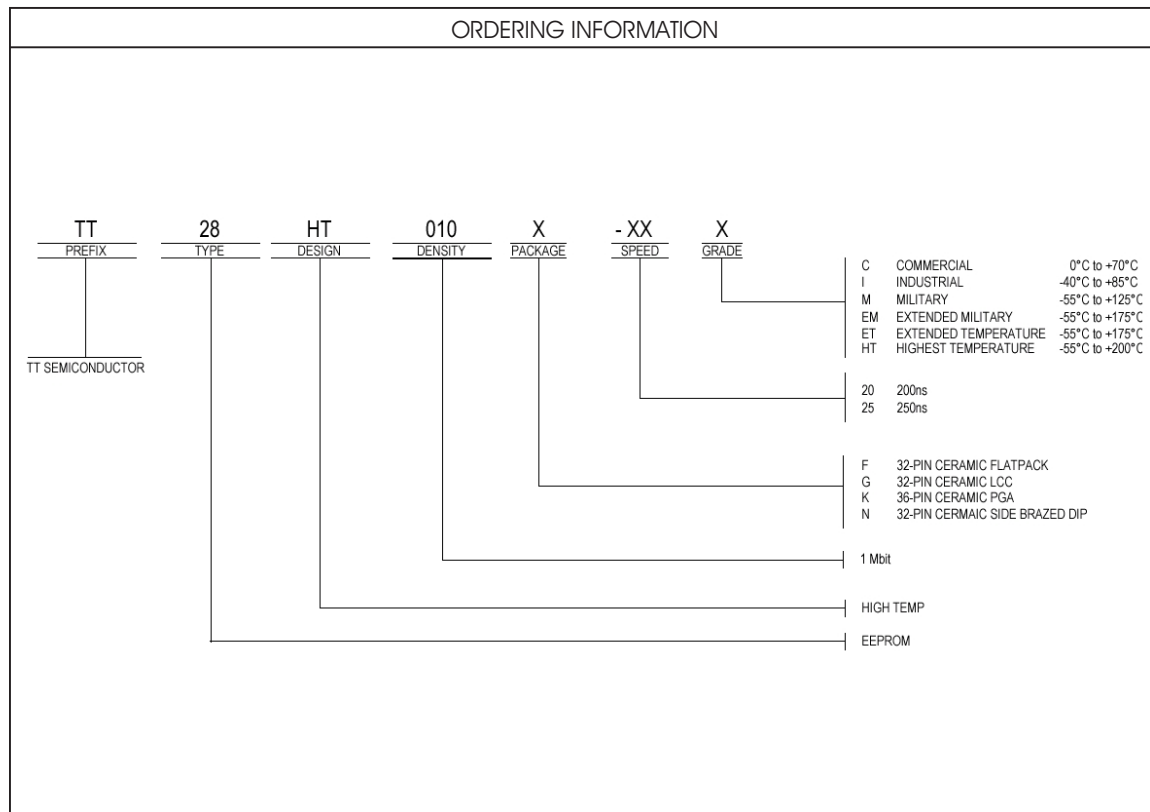 ORDERING INFORMATION
TT 28 HT 010 X - XX X
PREFIX TYPE DESIGN DENSITY PACKAGE SPEED GRADE
C COMMERCIAL 0°C to +70°C
I INDUSTRIAL -40°C to +85°C
M MILITARY -55°C to +125°C
EM EXTENDED MILITARY -55°C to +175°C
ET EXTENDED TEMPERATURE -55°C to +175°C
HT HIGHEST TEMPERATURE -55°C to +200°C
TT SEMICONDUCTOR
20 200ns
25 250ns
F 32-PIN CERAMIC FLATPACK
G 32-PIN CERAMIC LCC
K 36-PIN CERAMIC PGA
N 32-PIN CERMAIC SIDE BRAZED DIP
1 Mbit
HIGH TEMP
EEPROM